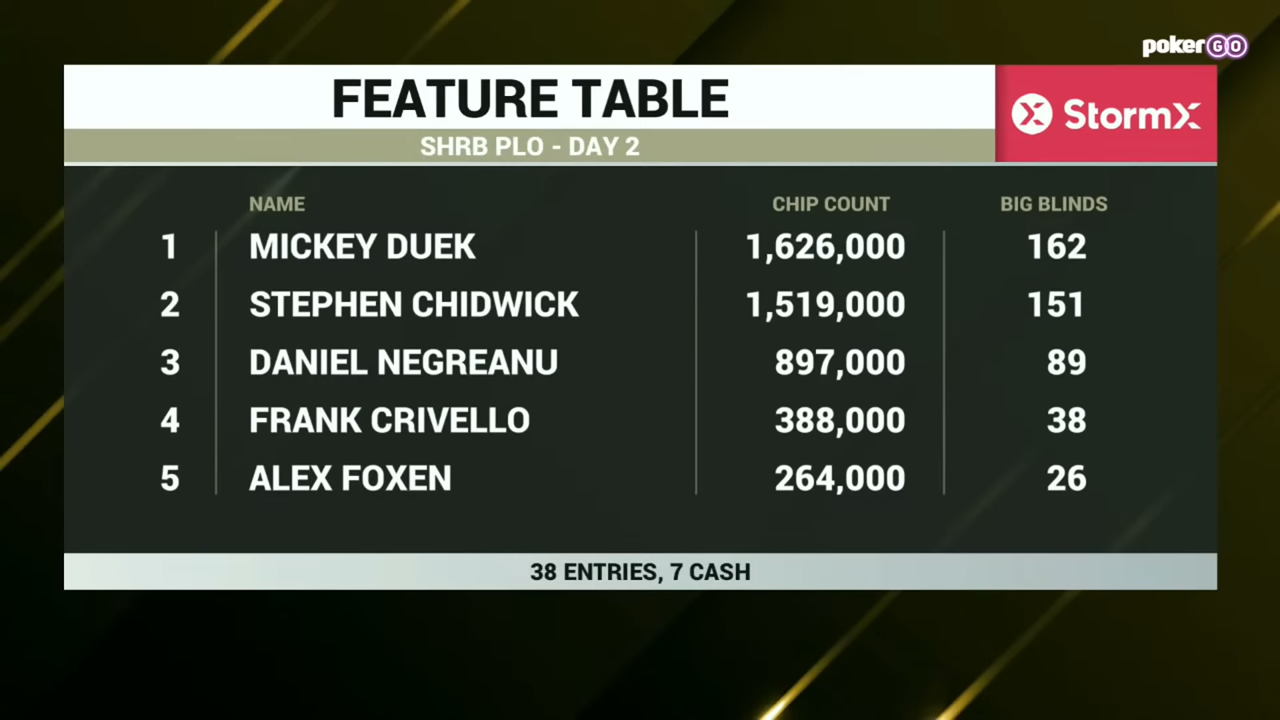 poker GO
FEATURE TABLE
StormX
SHRB PLO - DAY 2
NAME CHIP COUNT BIG BLINDS
1 MICKEY DUEK 1,626,000 162
2 STEPHEN CHIDWICK 1,519,000 151
3 DANIEL NEGREANU 897,000 89
4 FRANK CRIVELLO 388,000 38
5 ALEX FOXEN 264,000 26
38 ENTRIES, 7 CASH